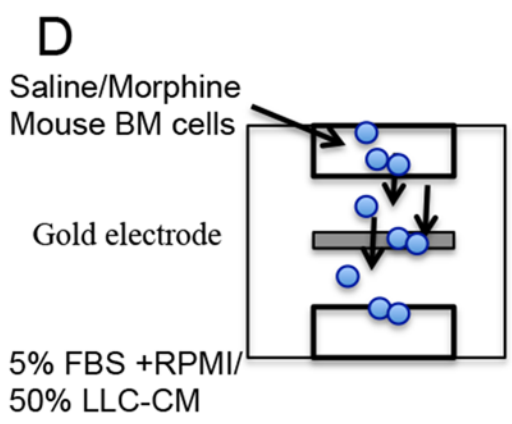 D
Saline/Morphine
Mouse BM cells
Gold electrode
5% FBS +RPMI/
50% LLC-CM